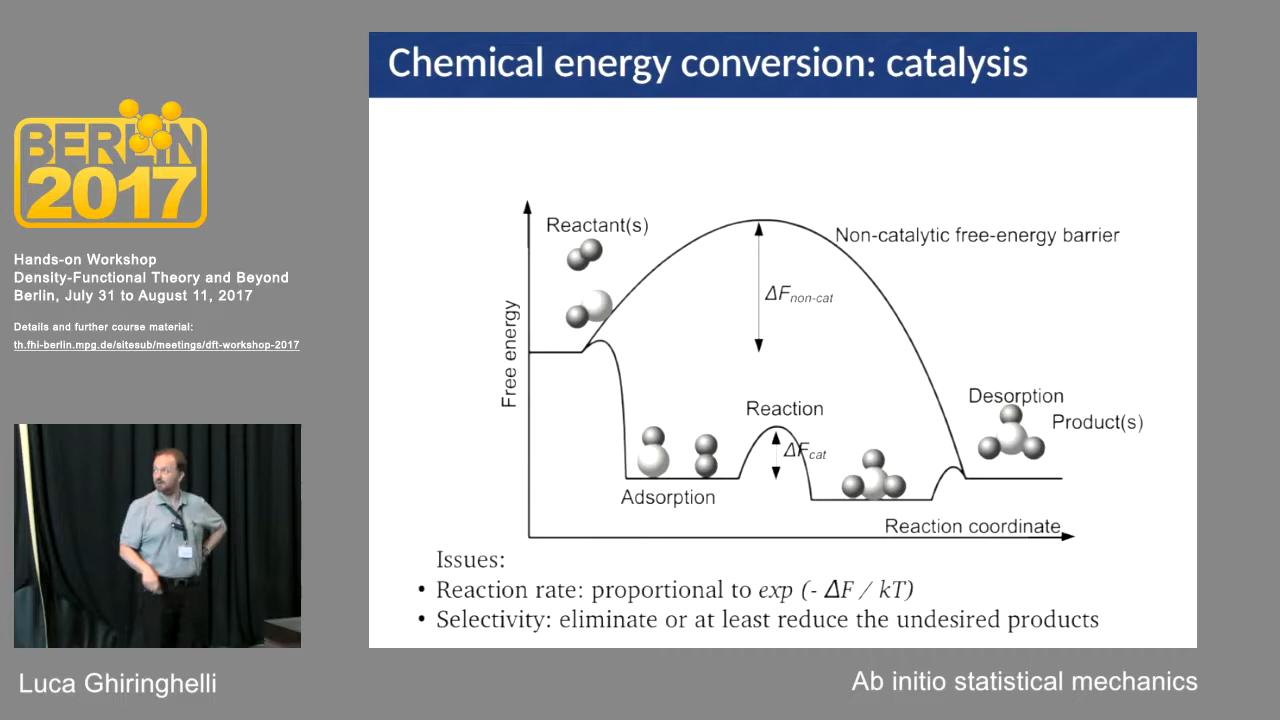 Chemical energy conversion: catalysis
BERLIN
2017
Hands-on Workshop
Density-Functional Theory and Beyond
Berlin, July 31 to August 11, 2017
Details and further course material:
th.fhi-berlin.mpg.de/sitesub/meetings/dft-workshop-2017
Reactant(s)
Non-catalytic free-energy barrier
ΔFnon-cat
Free energy
Reaction
ΔFcat
Desorption
Product(s)
Adsorption
Reaction coordinate
Issues:
• Reaction rate: proportional to exp (- ΔF / kT)
• Selectivity: eliminate or at least reduce the undesired products
Luca Ghiringhelli
Ab initio statistical mechanics